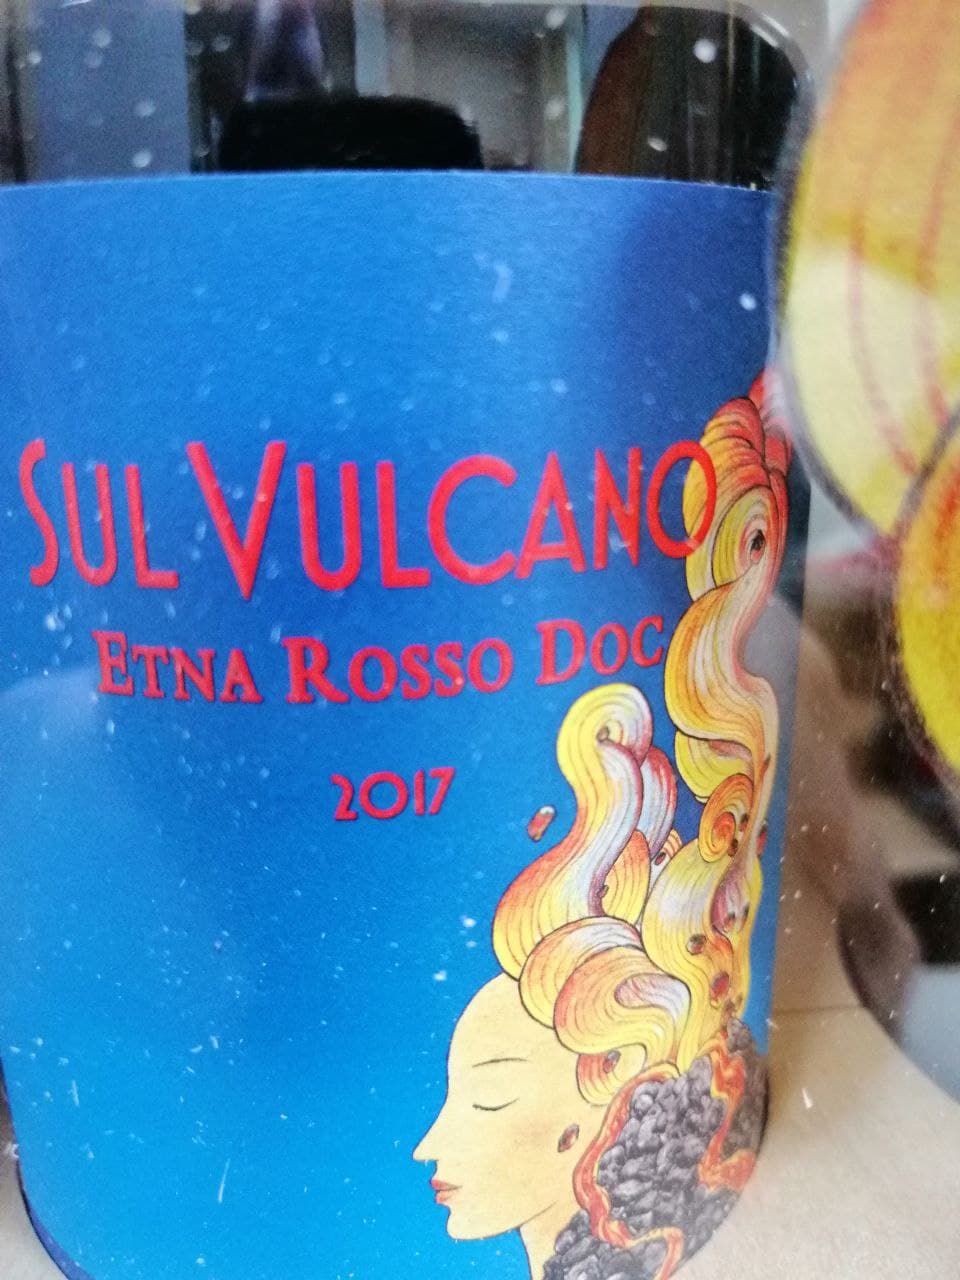 SUL VULCANO
ETNA ROSSO DOC
2017